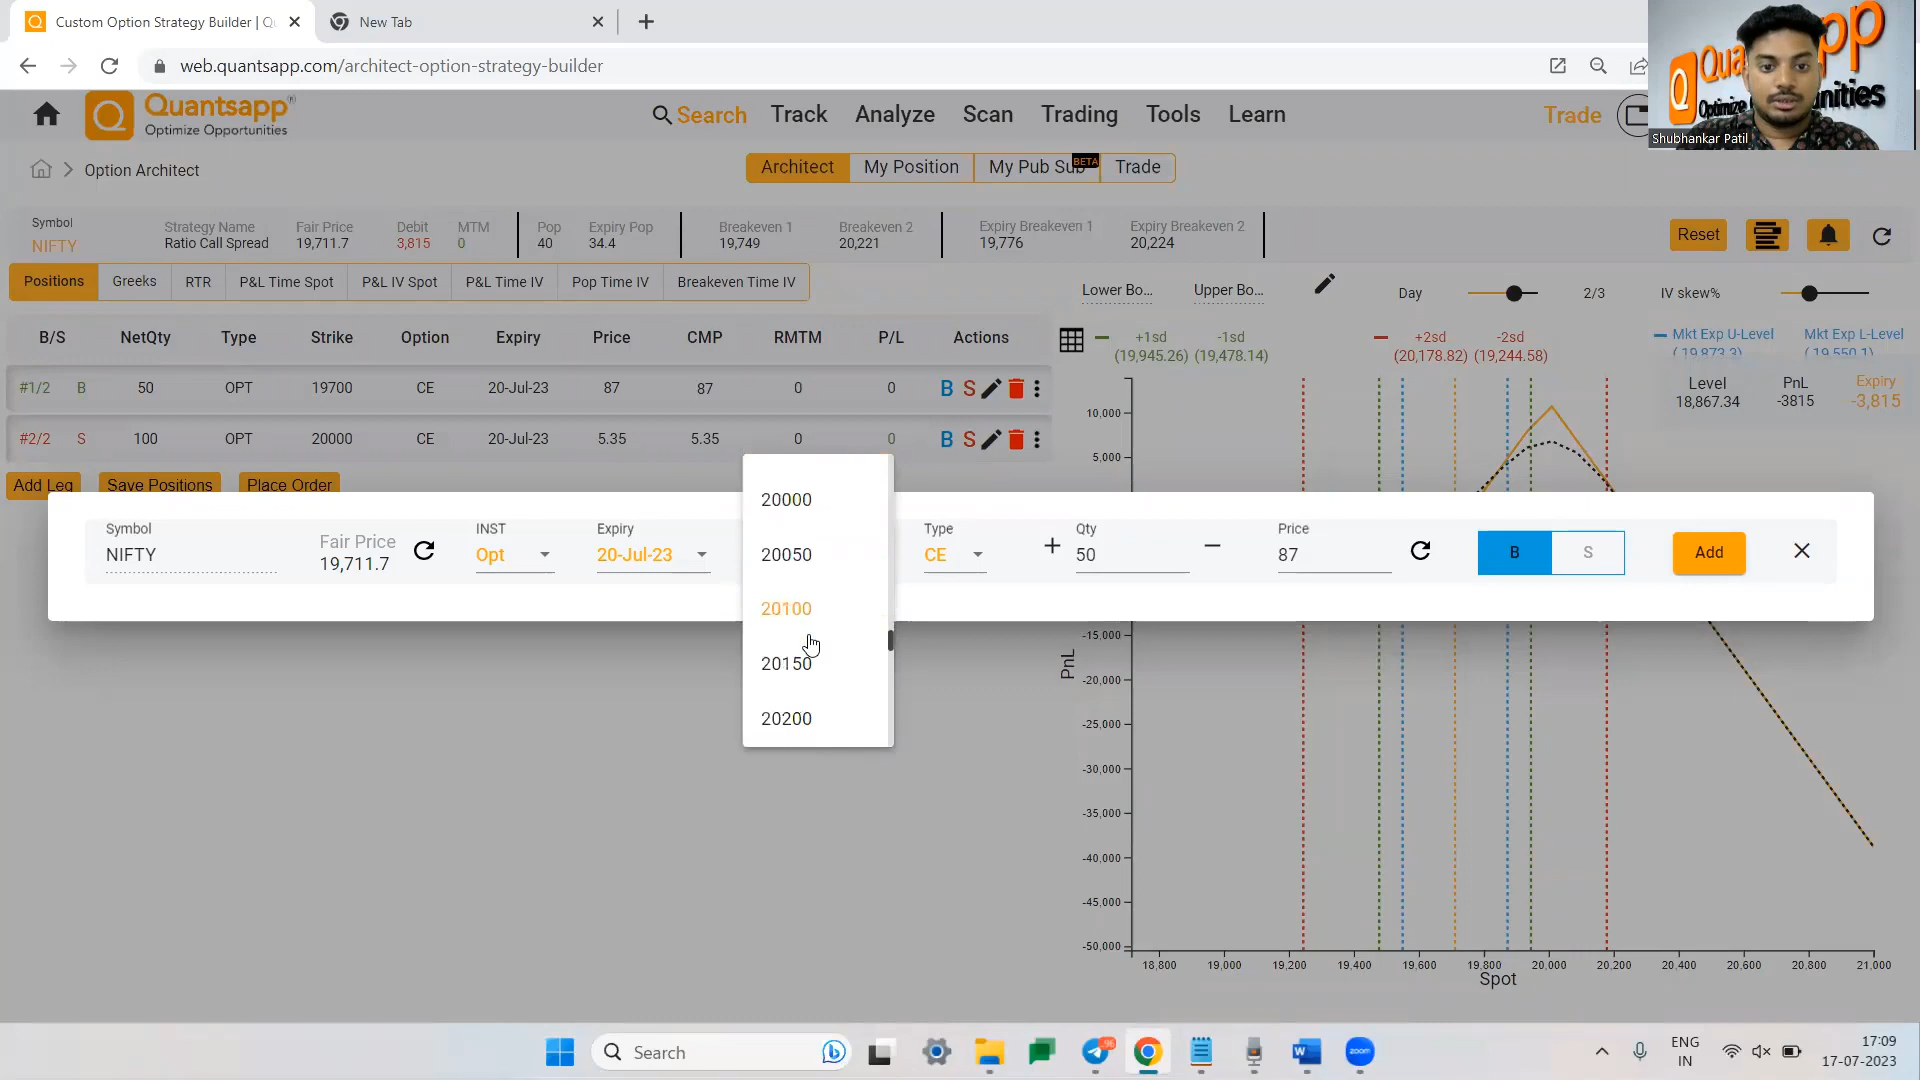 Custom Option Strategy Builder | Qu
New Tab
web.quantsapp.com/architect-option-strategy-builder
Quantsapp®
Optimize Opportunities
Search
Track
Analyze
Scan
Trading
Tools
Learn
Trade
Shubhankar Patil
Option Architect
Architect
My Position
My Pub Sub
BETA
Trade
Symbol
NIFTY
Strategy Name
Ratio Call Spread
Fair Price
19,711.7
Debit
3,815
MTM
0
Pop
40
Expiry Pop
34.4
Breakeven 1
19,749
Breakeven 2
20,221
Expiry Breakeven 1
19,776
Expiry Breakeven 2
20,224
Reset
Positions
Greeks
RTR
P&L Time Spot
P&L IV Spot
P&L Time IV
Pop Time IV
Breakeven Time IV
Lower Bo...
Upper Bo...
Day
2/3
IV skew%
B/S NetQty Type Strike Option Expiry Price CMP RMTM P/L Actions
#1/2 B 50 OPT 19700 CE 20-Jul-23 87 87 0 0 B S
#2/2 S 100 OPT 20000 CE 20-Jul-23 5.35 5.35 0 0 B S
Add Leg
Save Positions
Place Order
+1sd
(19,945.26)
-1sd
(19,478.14)
+2sd
(20,178.82)
-2sd
(19,244.58)
Mkt Exp U-Level
( 19,873.3)
Mkt Exp L-Level
( 19,550.1)
Level
18,867.34
PnL
-3815
Expiry
-3,815
10,000
5,000
Symbol
NIFTY
Fair Price
19,711.7
INST
Opt
Expiry
20-Jul-23
20000
20050
20100
20150
20200
Type
CE
Qty
50
Price
87
B
S
Add
-15,000
-20,000
-25,000
-30,000
-35,000
-40,000
-45,000
-50,000
PnL
18,800 19,000 19,200 19,400 19,600 19,800 20,000 20,200 20,400 20,600 20,800 21,000
Spot
Search
96
zoom
ENG
IN
17:09
17-07-2023